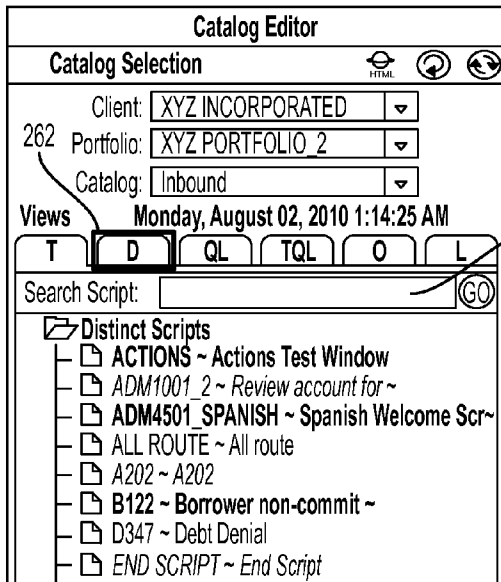 Catalog Editor
Catalog Selection HTML
Client: XYZ INCORPORATED
262 Portfolio: XYZ PORTFOLIO_2
Catalog: Inbound
Views Monday, August 02, 2010 1:14:25 AM
T D QL TQL O L
Search Script: GO
Distinct Scripts
ACTIONS ~ Actions Test Window
ADM1001_2 ~ Review account for ~
ADM4501_SPANISH ~ Spanish Welcome Scr~
ALL ROUTE ~ All route
A202 ~ A202
B122 ~ Borrower non-commit ~
D347 ~ Debt Denial
END SCRIPT ~ End Script